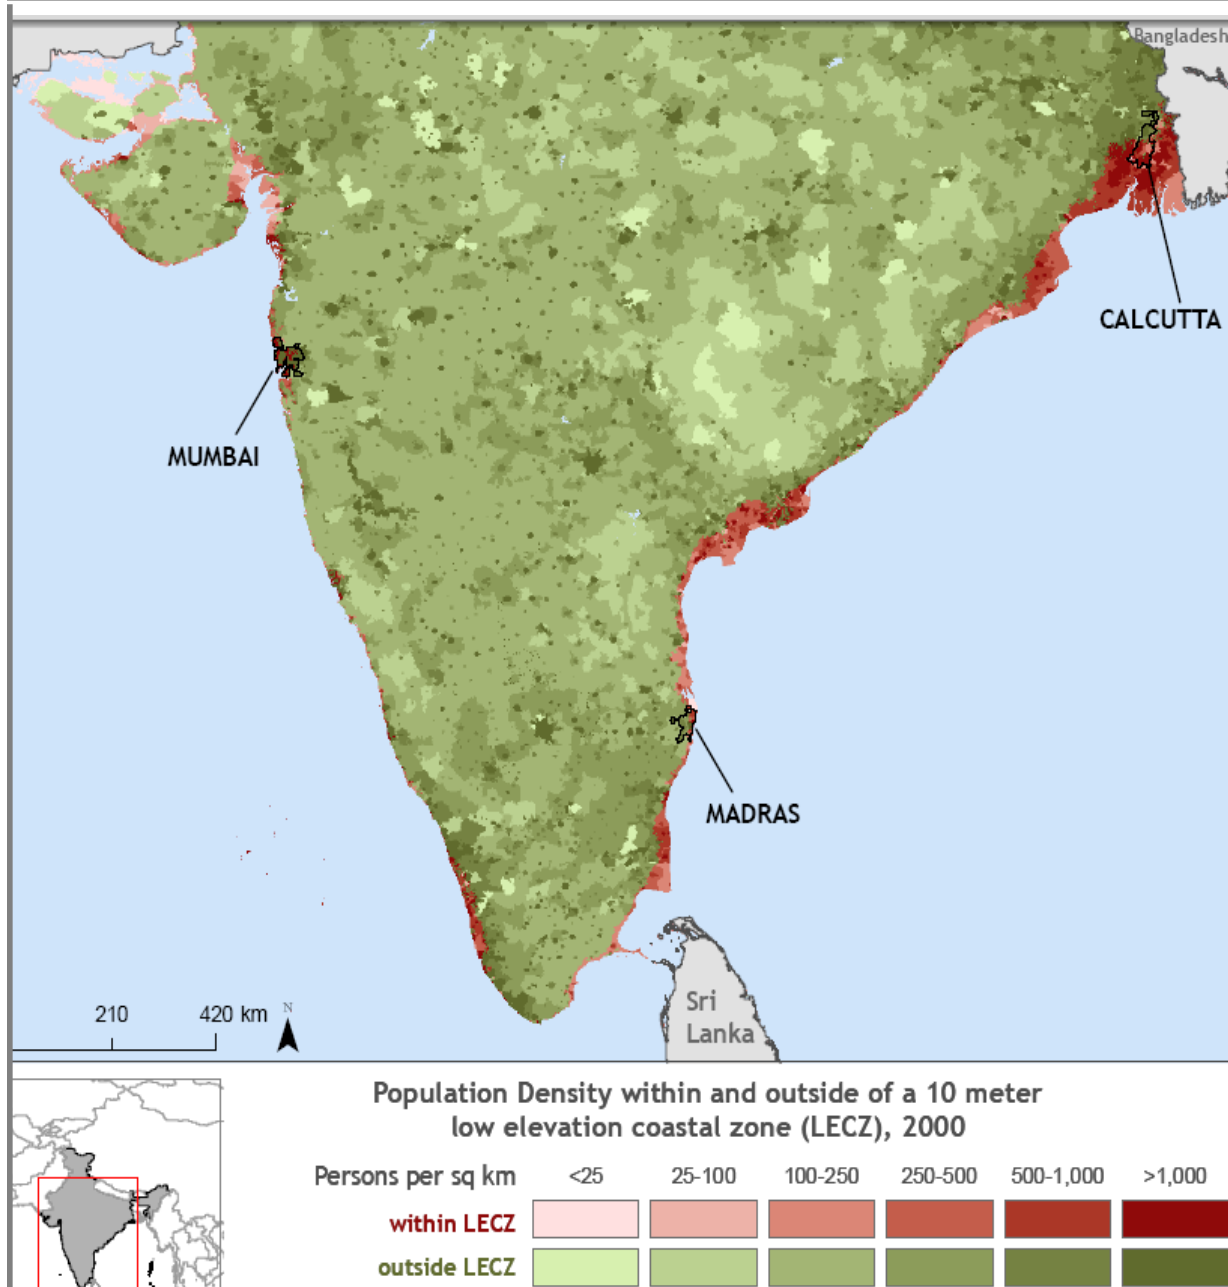 Bangladesh
CALCUTTA
MUMBAI
MADRAS
Sri
Lanka
210 420 km N
Population Density within and outside of a 10 meter
low elevation coastal zone (LECZ), 2000
Persons per sq km <25 25-100 100-250 250-500 500-1,000 >1,000
within LECZ
outside LECZ